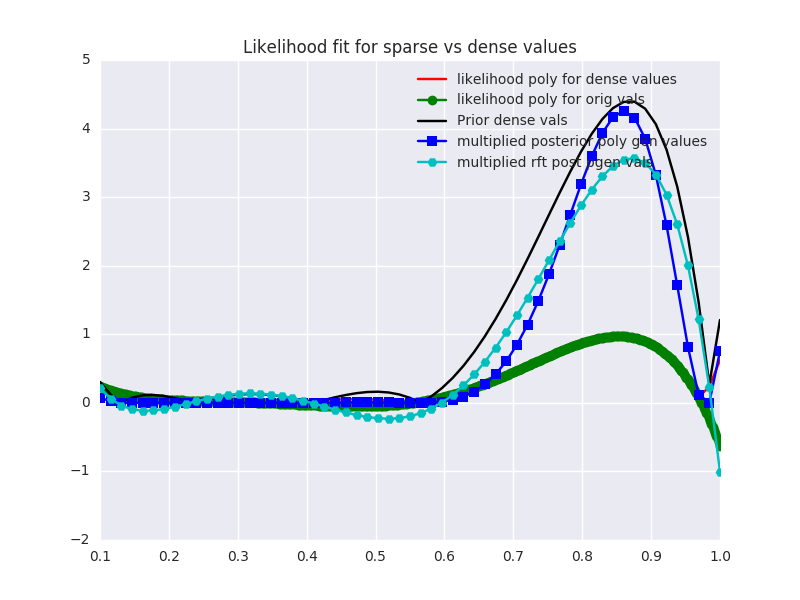 Likelihood fit for sparse vs dense values
5
4
3
2
1
0
−1
−2
0.1 0.2 0.3 0.4 0.5 0.6 0.7 0.8 0.9 1.0
likelihood poly for dense values
likelihood poly for orig vals
Prior dense vals
multiplied posterior poly gen values
multiplied rft post pgen vals